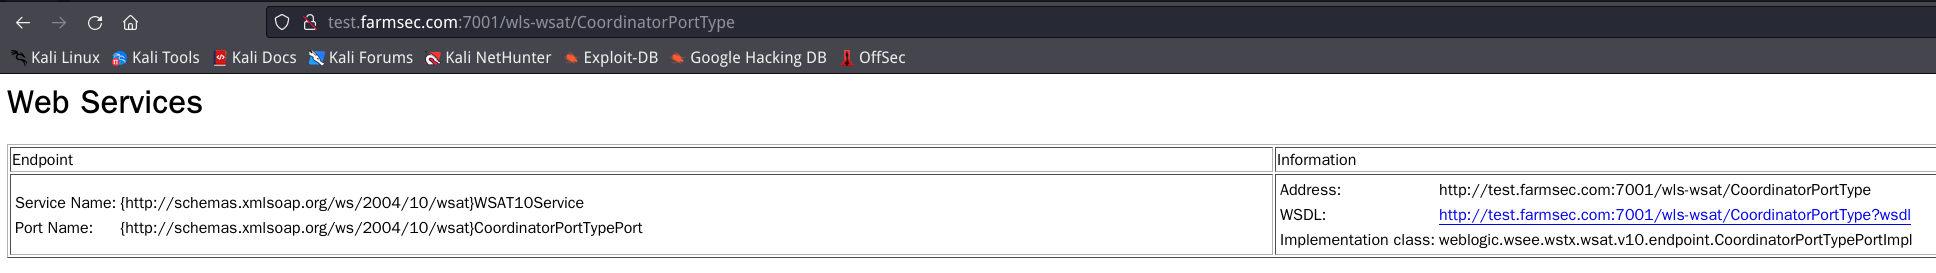 test.farmsec.com:7001/wls-wsat/CoordinatorPortType
Kali Linux Kali Tools Kali Docs Kali Forums Kali NetHunter Exploit-DB Google Hacking DB OffSec
Web Services
Endpoint Information
Service Name: {http://schemas.xmlsoap.org/ws/2004/10/wsat}WSAT10Service
Port Name: {http://schemas.xmlsoap.org/ws/2004/10/wsat}CoordinatorPortTypePort
Address: http://test.farmsec.com:7001/wls-wsat/CoordinatorPortType
WSDL: http://test.farmsec.com:7001/wls-wsat/CoordinatorPortType?wsdl
Implementation class: weblogic.wsee.wstx.wsat.v10.endpoint.CoordinatorPortTypePortImpl